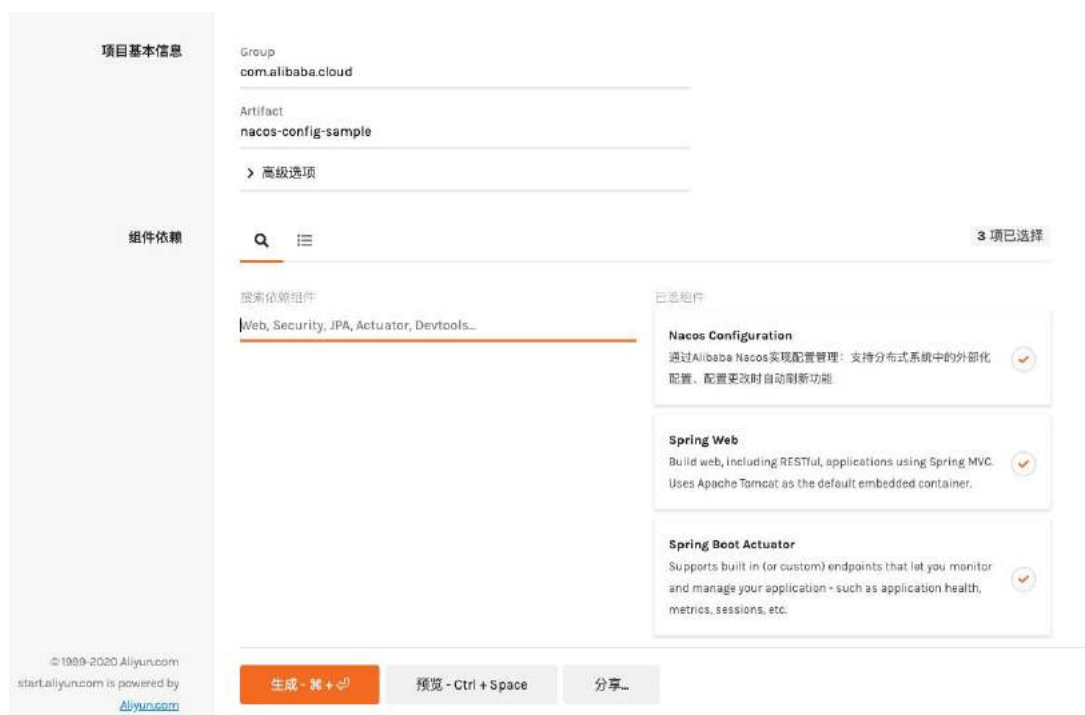 项目基本信息
Group
com.alibaba.cloud
Artifact
nacos-config-sample
高级选项
组件依赖
3 项已选择
搜索依赖组件
Web, Security, JPA, Actuator, Devtools...
已选组件
Nacos Configuration
通过Alibaba Nacos实现配置管理：支持分布式系统中的外部化
配置、配置更改时自动刷新功能
Spring Web
Build web, including RESTful, applications using Spring MVC.
Uses Apache Tomcat as the default embedded container.
Spring Boot Actuator
Supports built in (or custom) endpoints that let you monitor
and manage your application - such as application health,
metrics, sessions, etc.
© 1999-2020 Aliyun.com
start.aliyun.com is powered by
Aliyun.com
生成 - ⌘ + ⏎
预览 - Ctrl + Space
分享...